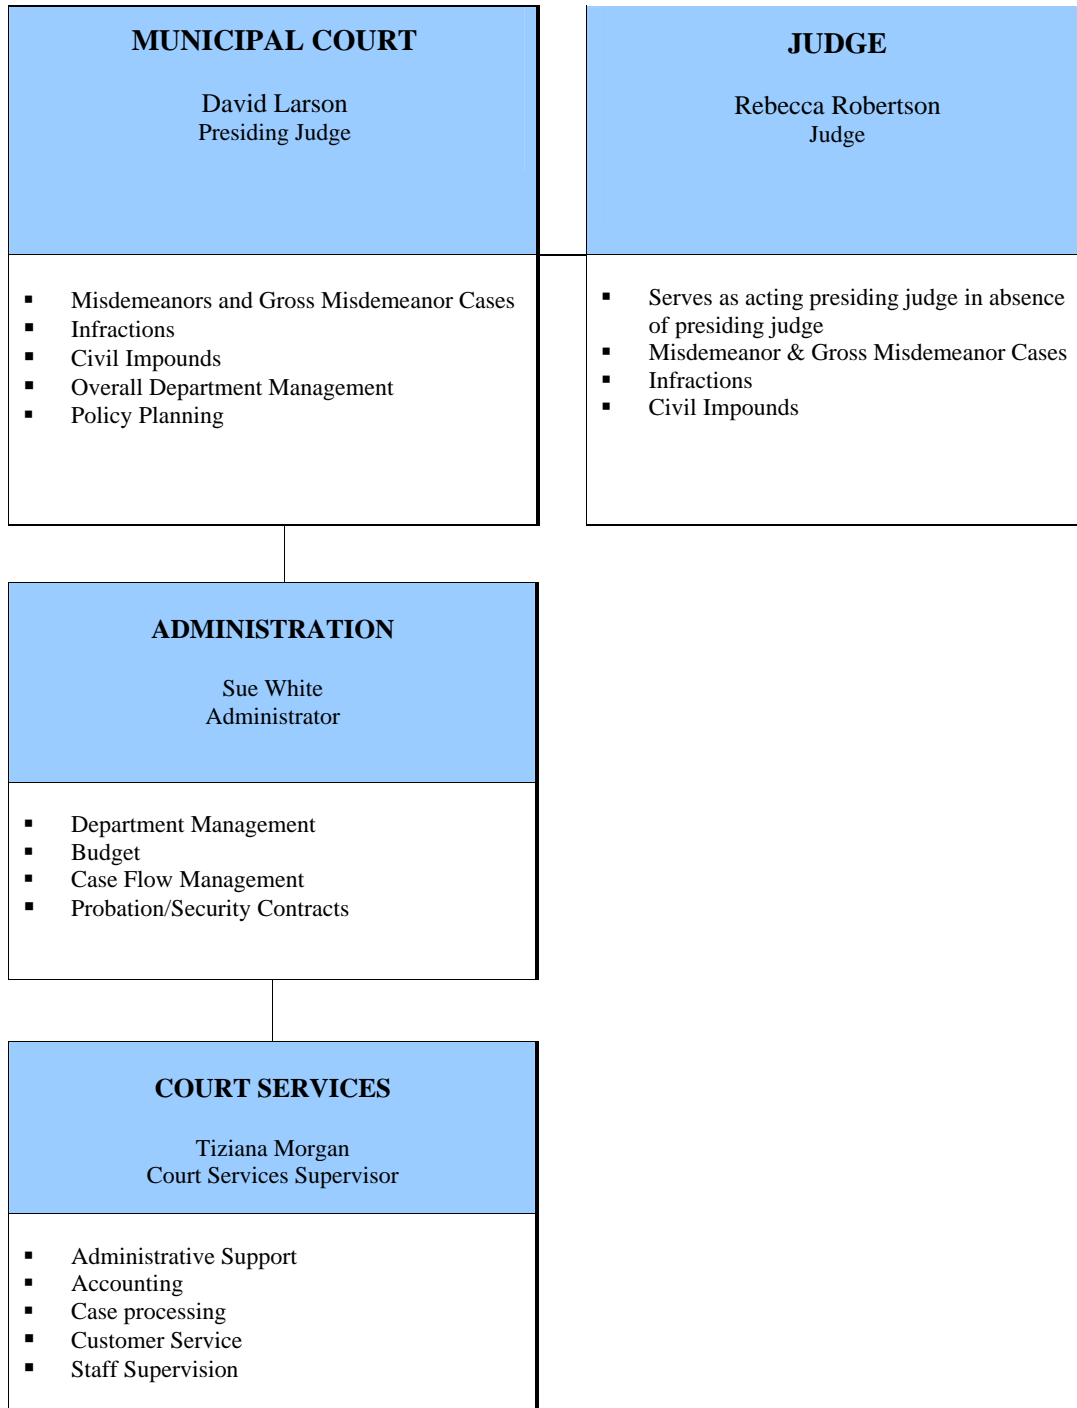 MUNICIPAL COURT
David Larson
Presiding Judge
▪ Misdemeanors and Gross Misdemeanor Cases
▪ Infractions
▪ Civil Impounds
▪ Overall Department Management
▪ Policy Planning
JUDGE
Rebecca Robertson
Judge
▪ Serves as acting presiding judge in absence
of presiding judge
▪ Misdemeanor & Gross Misdemeanor Cases
▪ Infractions
▪ Civil Impounds
ADMINISTRATION
Sue White
Administrator
▪ Department Management
▪ Budget
▪ Case Flow Management
▪ Probation/Security Contracts
COURT SERVICES
Tiziana Morgan
Court Services Supervisor
▪ Administrative Support
▪ Accounting
▪ Case processing
▪ Customer Service
▪ Staff Supervision